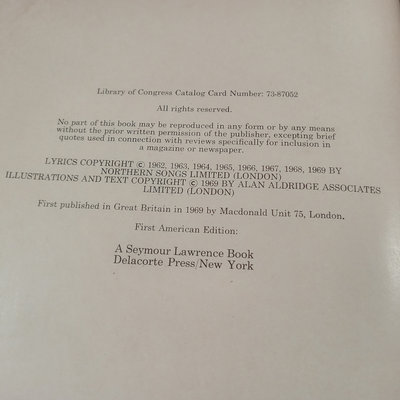 Library of Congress Catalog Card Number: 73-87052
All rights reserved.
No part of this book may be reproduced in any form or by any means
without the prior written permission of the publisher, excepting brief
quotes used in connection with reviews specifically for inclusion in
a magazine or newspaper.
LYRICS COPYRIGHT © 1962, 1963, 1964, 1965, 1966, 1967, 1968, 1969 BY
NORTHERN SONGS LIMITED (LONDON)
ILLUSTRATIONS AND TEXT COPYRIGHT © 1969 BY ALAN ALDRIDGE ASSOCIATES
LIMITED (LONDON)
First published in Great Britain in 1969 by Macdonald Unit 75, London.
First American Edition:
A Seymour Lawrence Book
Delacorte Press/New York